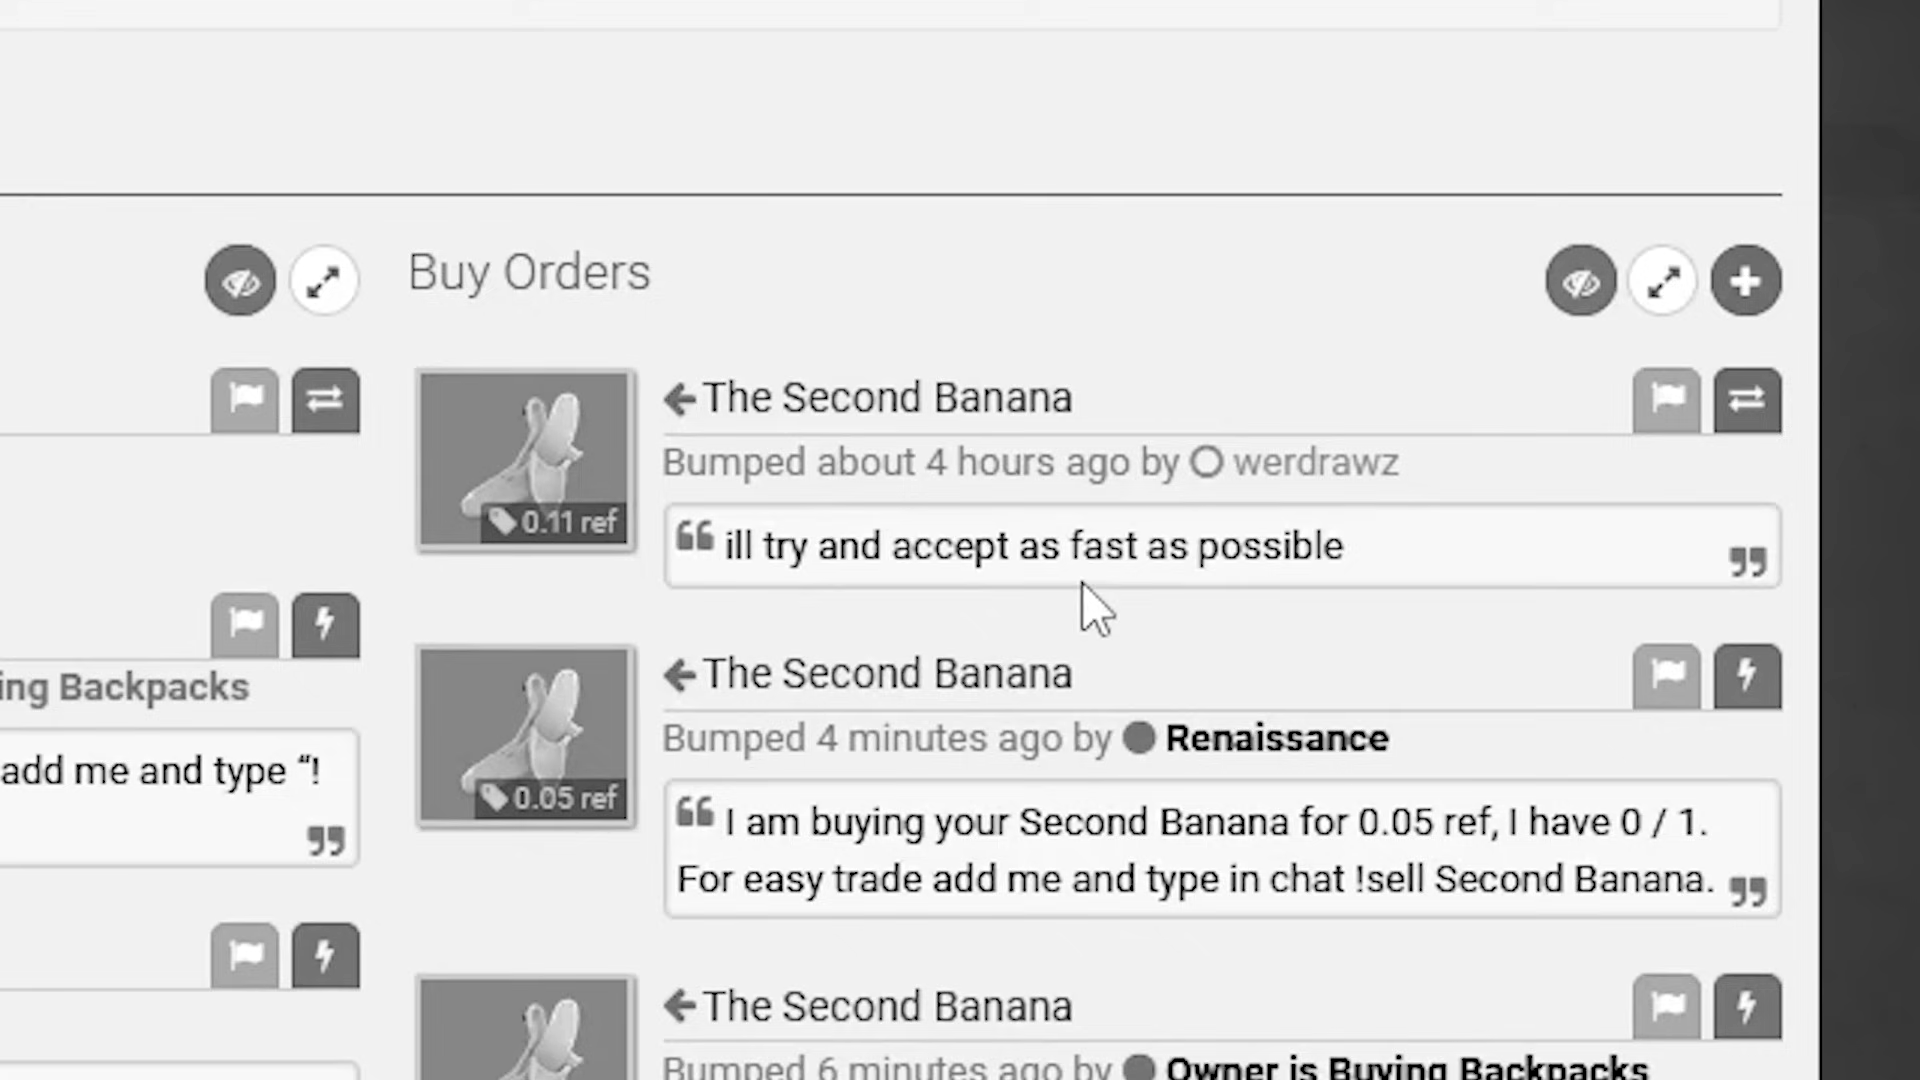 Buy Orders
The Second Banana
Bumped about 4 hours ago by werdrawz
0.11 ref
ill try and accept as fast as possible
ing Backpacks
add me and type “!
The Second Banana
Bumped 4 minutes ago by Renaissance
0.05 ref
I am buying your Second Banana for 0.05 ref, I have 0 / 1.
For easy trade add me and type in chat !sell Second Banana.
The Second Banana
Bumped 6 minutes ago by Owner is Buying Backpacks